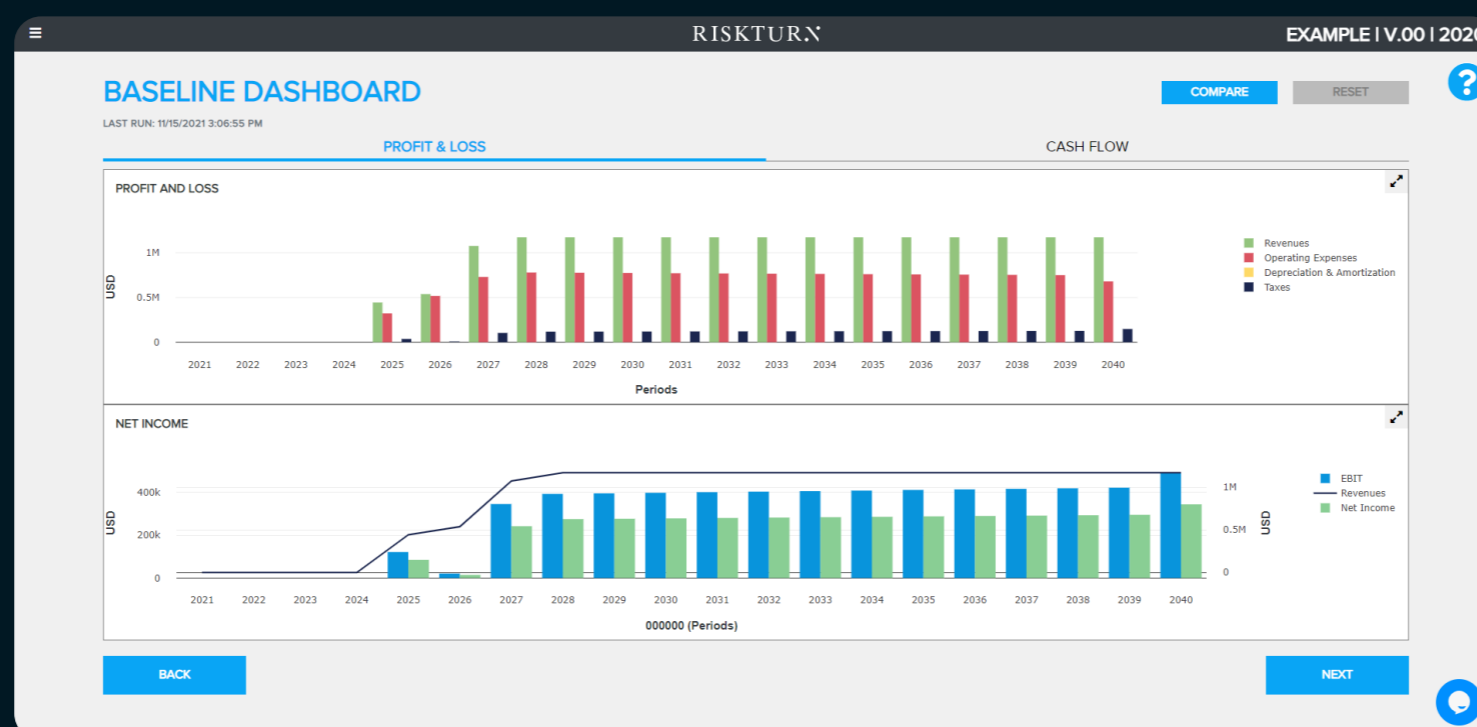 RISKTURN
EXAMPLE | V.00 | 2020
BASELINE DASHBOARD
COMPARE
RESET
?
LAST RUN: 11/15/2021 3:06:55 PM
PROFIT & LOSS
CASH FLOW
PROFIT AND LOSS
1M
0.5M
0
USD
2021 2022 2023 2024 2025 2026 2027 2028 2029 2030 2031 2032 2033 2034 2035 2036 2037 2038 2039 2040
Periods
Revenues
Operating Expenses
Depreciation & Amortization
Taxes
NET INCOME
400k
200k
0
USD
2021 2022 2023 2024 2025 2026 2027 2028 2029 2030 2031 2032 2033 2034 2035 2036 2037 2038 2039 2040
000000 (Periods)
1M
0.5M
0
USD
EBIT
Revenues
Net Income
BACK
NEXT